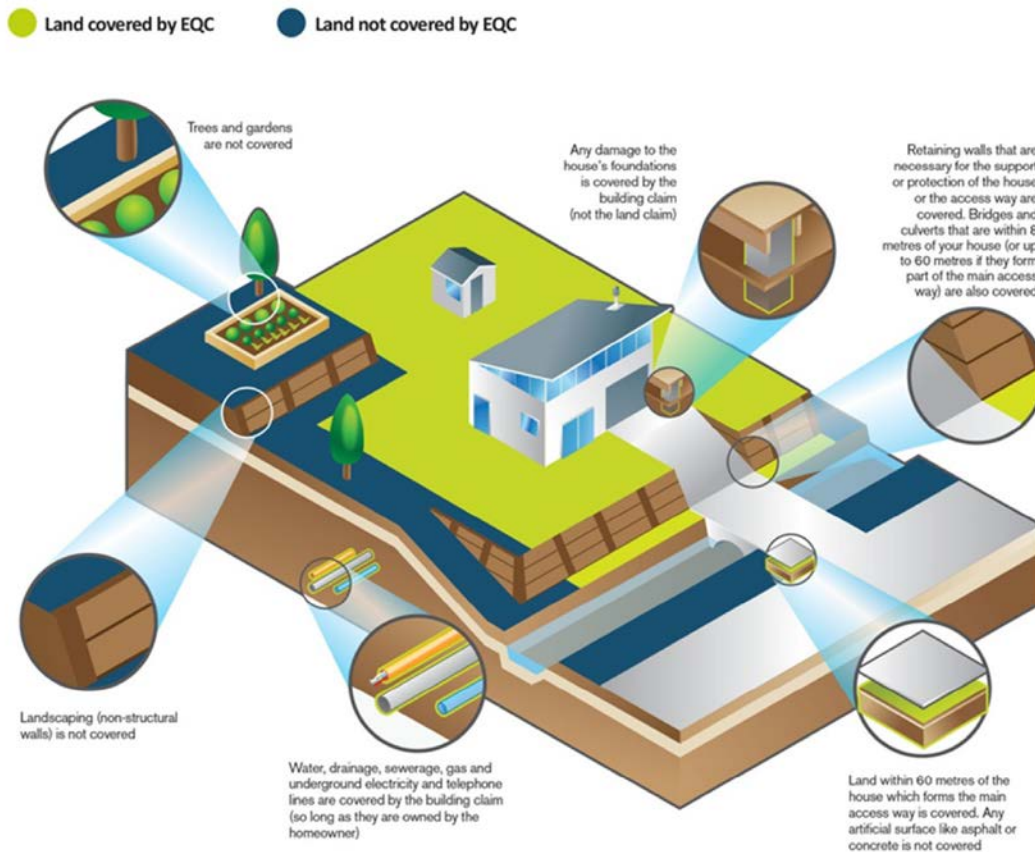 Land covered by EQC
Land not covered by EQC
Trees and gardens
are not covered
Any damage to the
house's foundations
is covered by the
building claim
(not the land claim)
Retaining walls that are
necessary for the support
or protection of the house
or the access way are
covered. Bridges and
culverts that are within 8
metres of your house (or up
to 60 metres if they form
part of the main access
way) are also covered
Landscaping (non-structural
walls) is not covered
Water, drainage, sewerage, gas and
underground electricity and telephone
lines are covered by the building claim
(so long as they are owned by the
homeowner)
Land within 60 metres of the
house which forms the main
access way is covered. Any
artificial surface like asphalt or
concrete is not covered